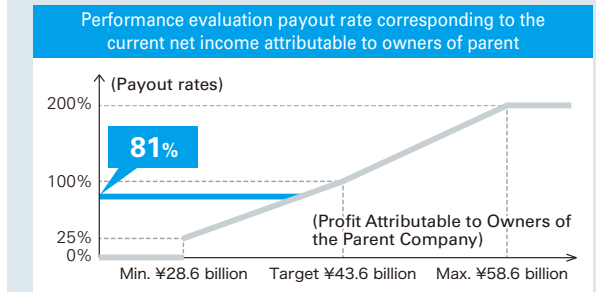 Performance evaluation payout rate corresponding to the
current net income attributable to owners of parent
(Payout rates)
200%
81%
100%
(Profit Attributable to Owners of
the Parent Company)
25%
0%
Min. ¥28.6 billion Target ¥43.6 billion Max. ¥58.6 billion